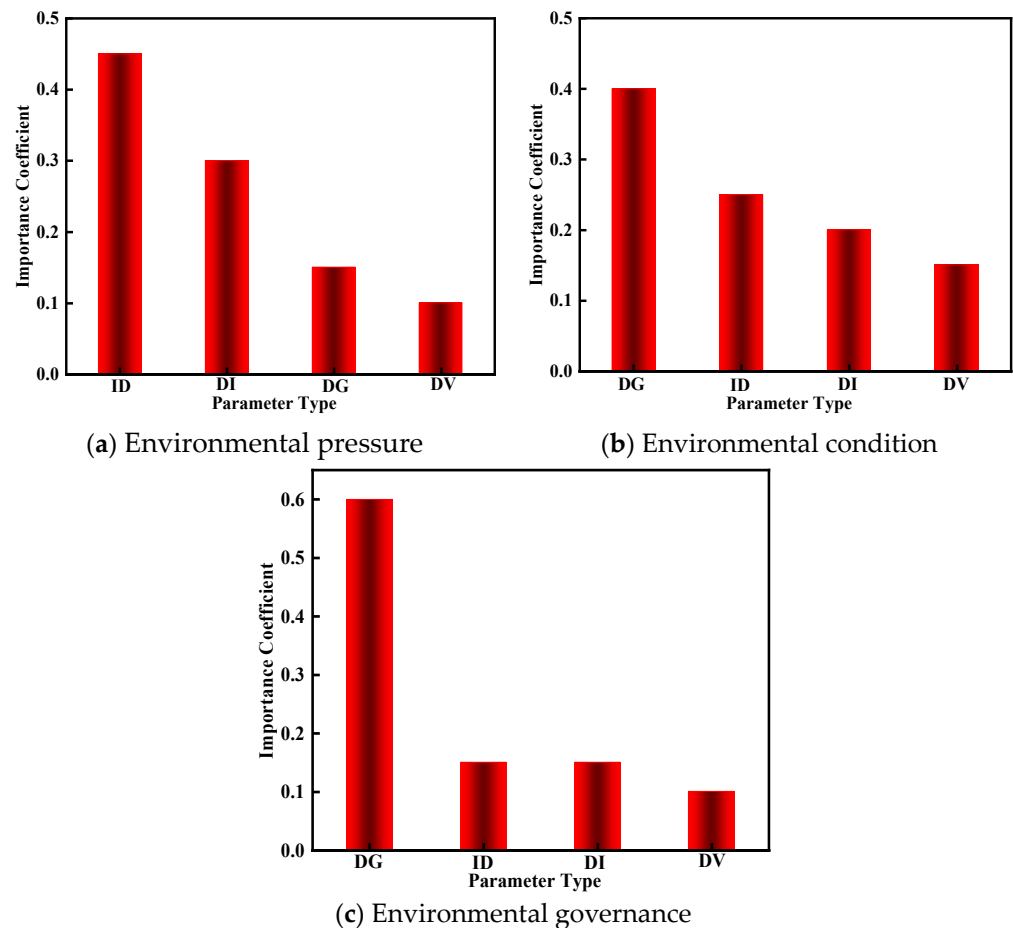 0.5
0.4
0.3
0.2
0.1
0.0
Importance Coefficient
ID DI DG DV
Parameter Type
(a) Environmental pressure
0.5
0.4
0.3
0.2
0.1
0.0
Importance Coefficient
DG ID DI DV
Parameter Type
(b) Environmental condition
0.6
0.5
0.4
0.3
0.2
0.1
0.0
Importance Coefficient
DG ID DI DV
Parameter Type
(c) Environmental governance